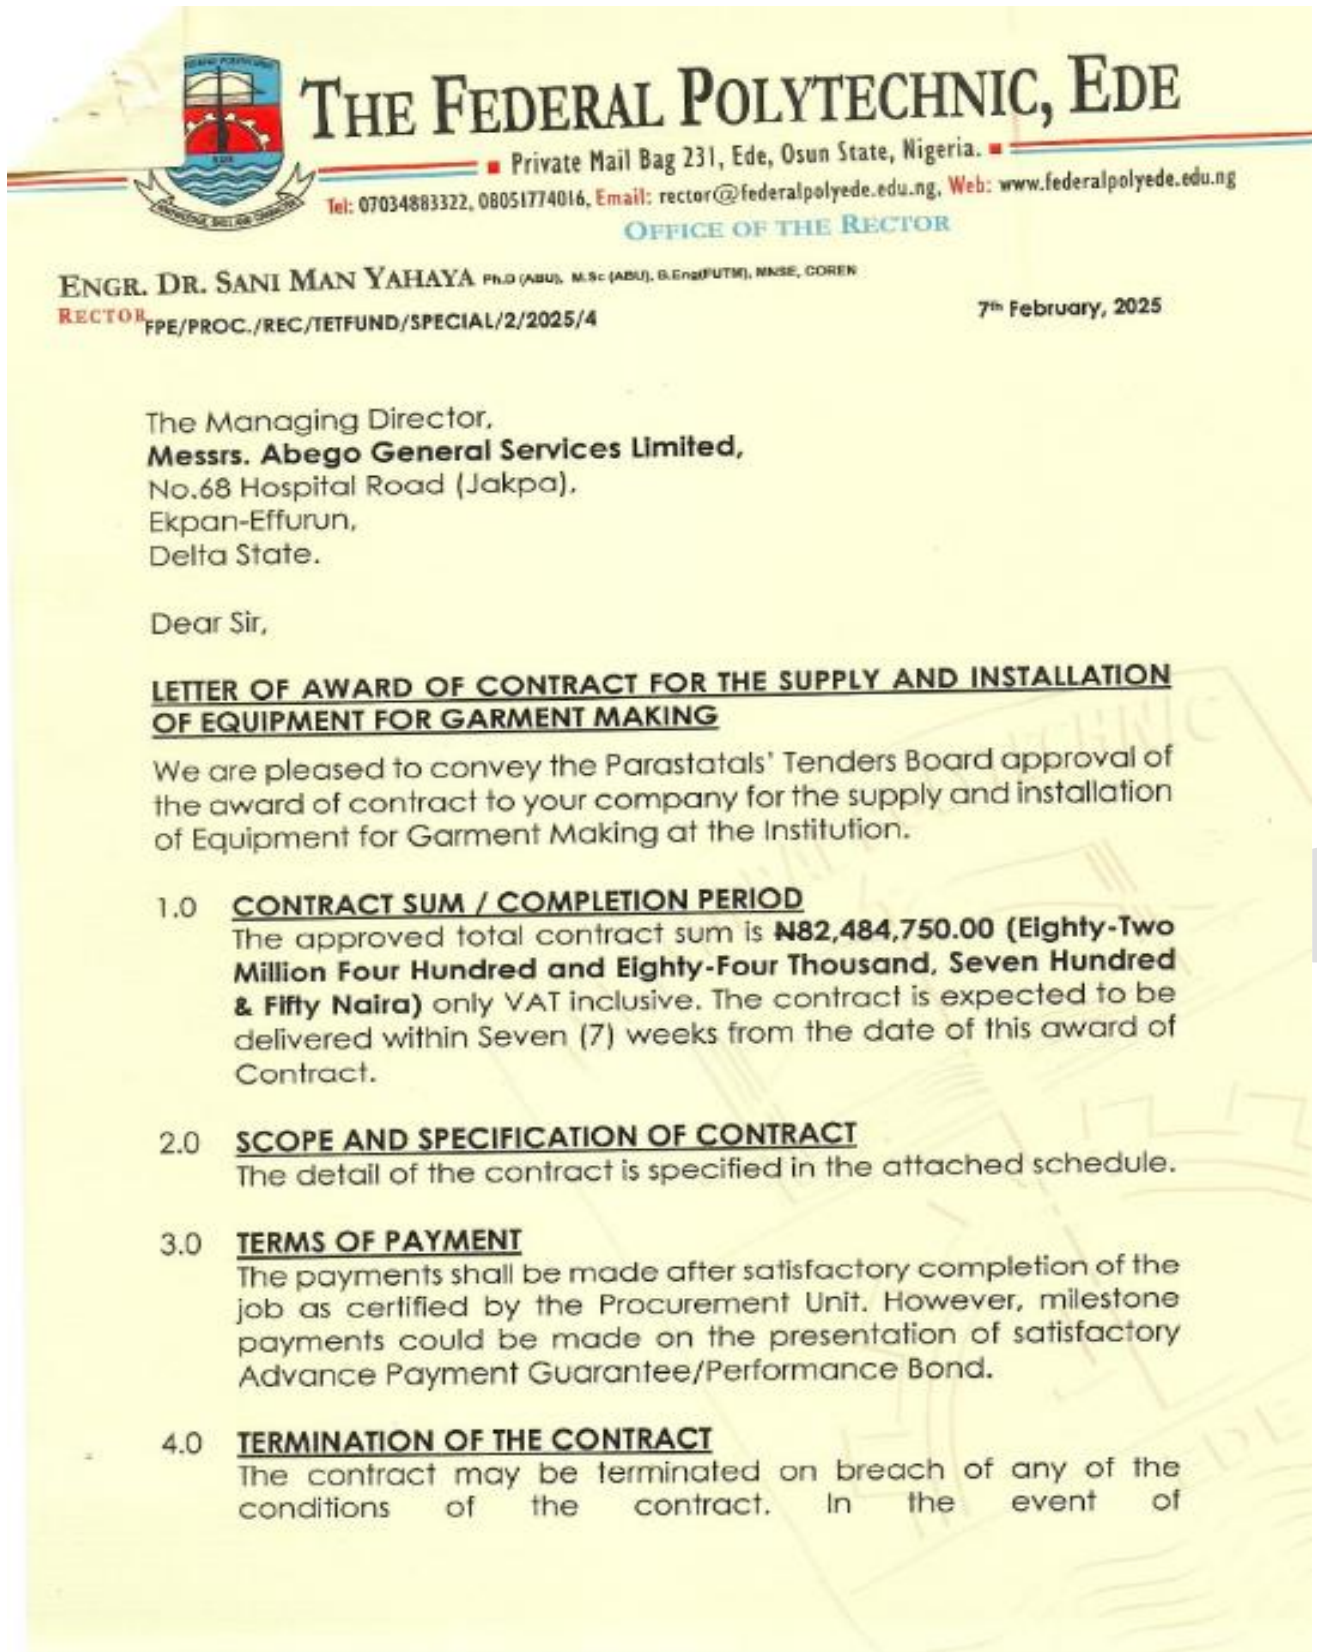 THE FEDERAL POLYTECHNIC, EDE
Private Mail Bag 231, Ede, Osun State, Nigeria.
Tel: 07034883322, 08051774016, Email: rector@federalpolyede.edu.ng, Web: www.federalpolyede.edu.ng
OFFICE OF THE RECTOR
ENGR. DR. SANI MAN YAHAYA Ph.D (ABU), M.Sc (ABU), B.Eng(FUTM), MNSE, COREN
RECTOR
FPE/PROC./REC/TETFUND/SPECIAL/2/2025/4
7th February, 2025
The Managing Director,
Messrs. Abego General Services Limited,
No.68 Hospital Road (Jakpa),
Ekpan-Effurun,
Delta State.
Dear Sir,
LETTER OF AWARD OF CONTRACT FOR THE SUPPLY AND INSTALLATION
OF EQUIPMENT FOR GARMENT MAKING
We are pleased to convey the Parastatals' Tenders Board approval of
the award of contract to your company for the supply and installation
of Equipment for Garment Making at the Institution.
1.0 CONTRACT SUM / COMPLETION PERIOD
The approved total contract sum is ₦82,484,750.00 (Eighty-Two
Million Four Hundred and Eighty-Four Thousand, Seven Hundred
& Fifty Naira) only VAT inclusive. The contract is expected to be
delivered within Seven (7) weeks from the date of this award of
Contract.
2.0 SCOPE AND SPECIFICATION OF CONTRACT
The detail of the contract is specified in the attached schedule.
3.0 TERMS OF PAYMENT
The payments shall be made after satisfactory completion of the
job as certified by the Procurement Unit. However, milestone
payments could be made on the presentation of satisfactory
Advance Payment Guarantee/Performance Bond.
4.0 TERMINATION OF THE CONTRACT
The contract may be terminated on breach of any of the
conditions of the contract. In the event of